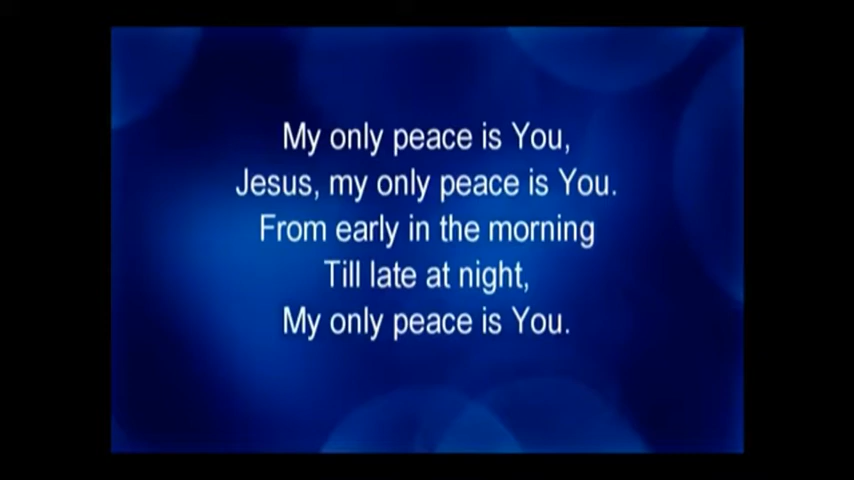 My only peace is You,
Jesus, my only peace is You.
From early in the morning
Till late at night,
My only peace is You.